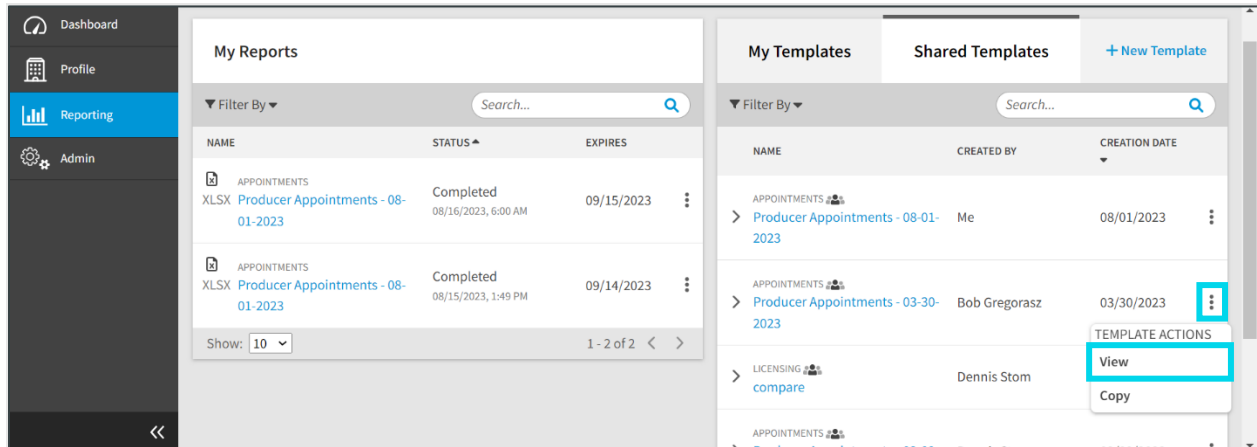 Dashboard
Profile
Reporting
Admin
My Reports
Filter By
Search...
NAME
STATUS
EXPIRES
APPOINTMENTS
XLSX Producer Appointments - 08-
01-2023
Completed
08/16/2023, 6:00 AM
09/15/2023
APPOINTMENTS
XLSX Producer Appointments - 08-
01-2023
Completed
08/15/2023, 1:49 PM
09/14/2023
Show: 10
1 - 2 of 2
My Templates
Shared Templates
+ New Template
Filter By
Search...
NAME
CREATED BY
CREATION DATE
APPOINTMENTS
Producer Appointments - 08-01-
2023
Me
08/01/2023
APPOINTMENTS
Producer Appointments - 03-30-
2023
Bob Gregorasz
03/30/2023
TEMPLATE ACTIONS
View
Copy
LICENSING
compare
Dennis Stom
APPOINTMENTS